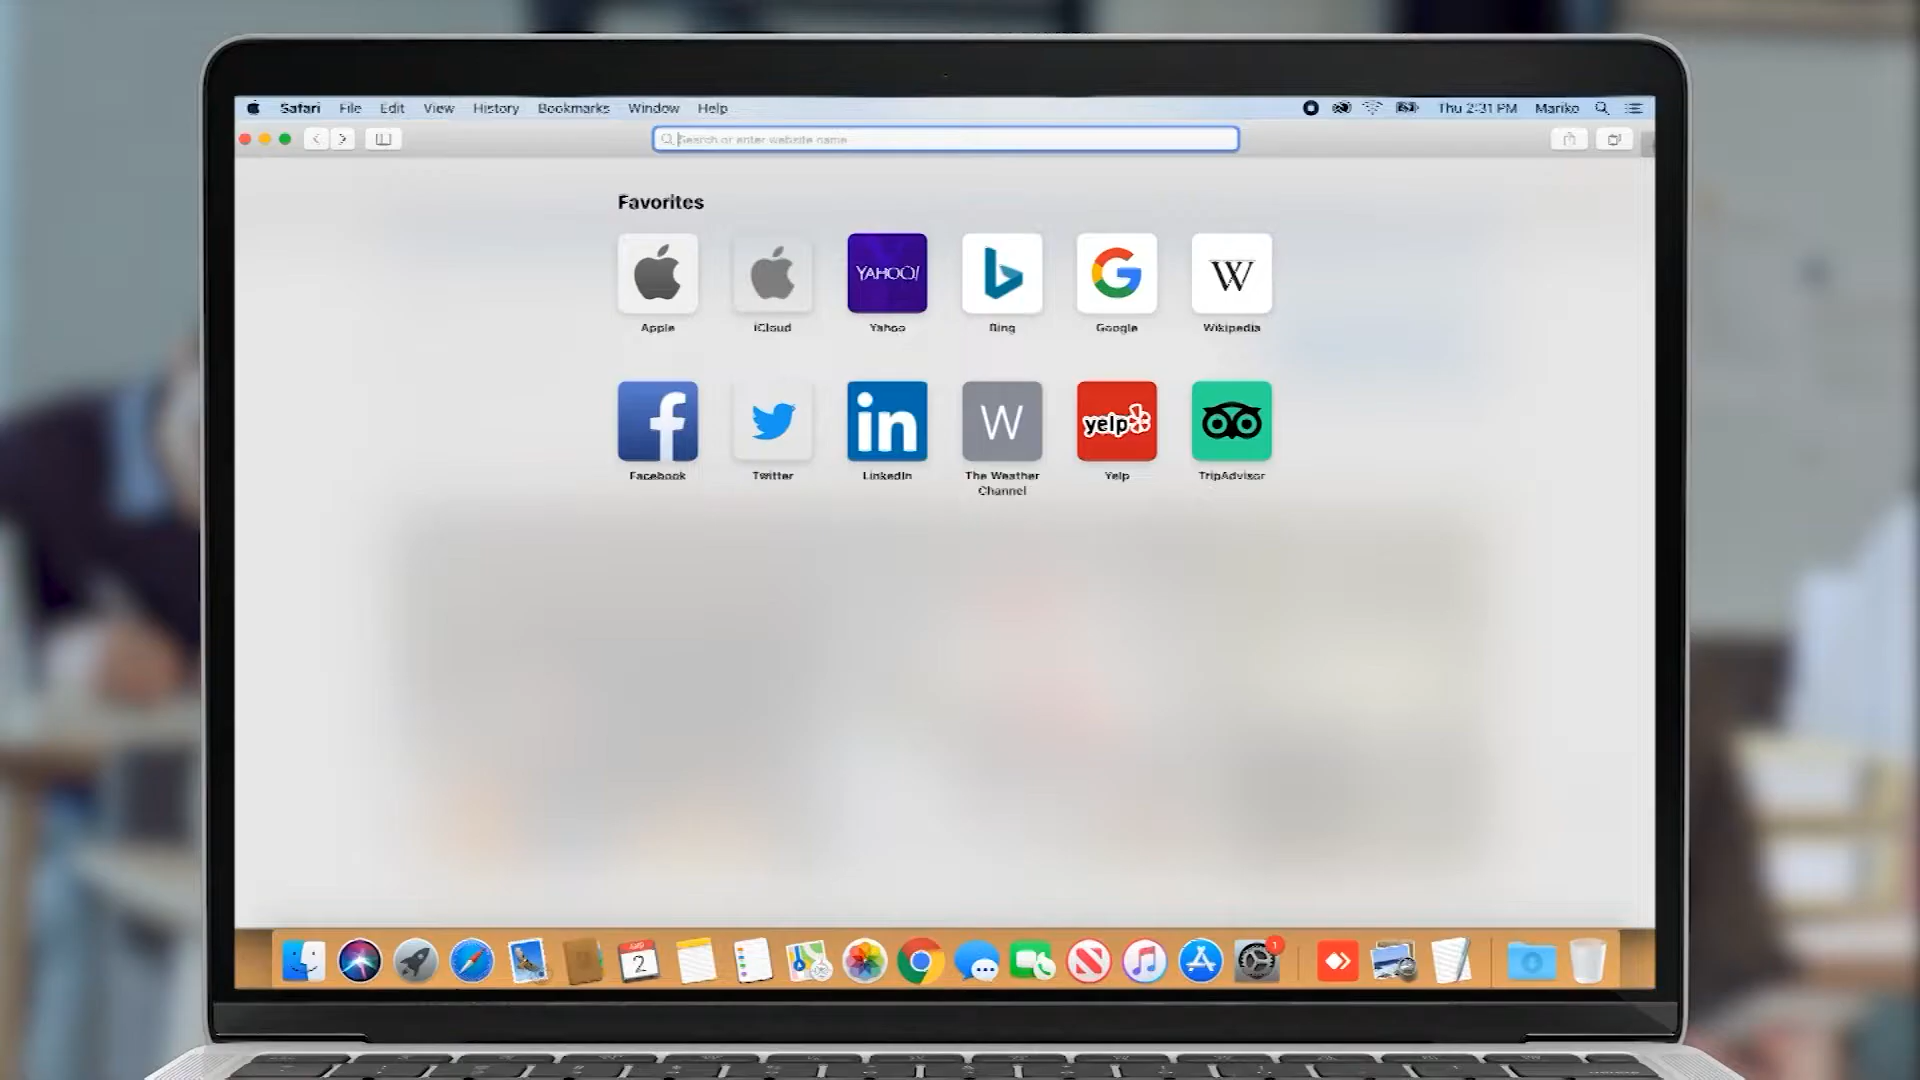 Safari File Edit View History Bookmarks Window Help Thu 2:31 PM Mariko
Search or enter website name
Favorites
YAHOO!
W
Apple iCloud Yahoo Bing Google Wikipedia
f in W yelp
Facebook Twitter LinkedIn The Weather Channel Yelp TripAdvisor
2
1